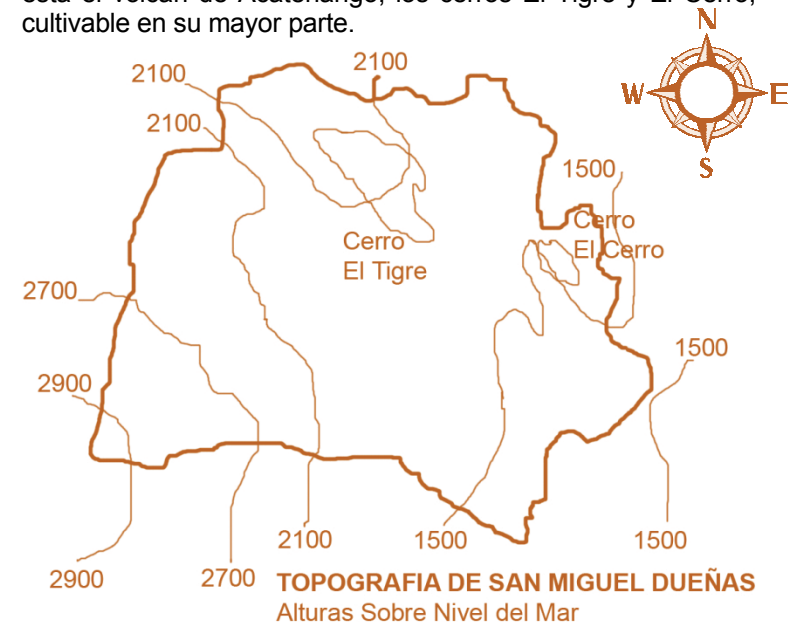 cultivable en su mayor parte.
N
2100
2100
W
E
2100
S
1500
Cerro
El Cerro
Cerro
El Tigre
2700
1500
2900
2100
1500
1500
2900
2700
TOPOGRAFIA DE SAN MIGUEL DUEÑAS
Alturas Sobre Nivel del Mar